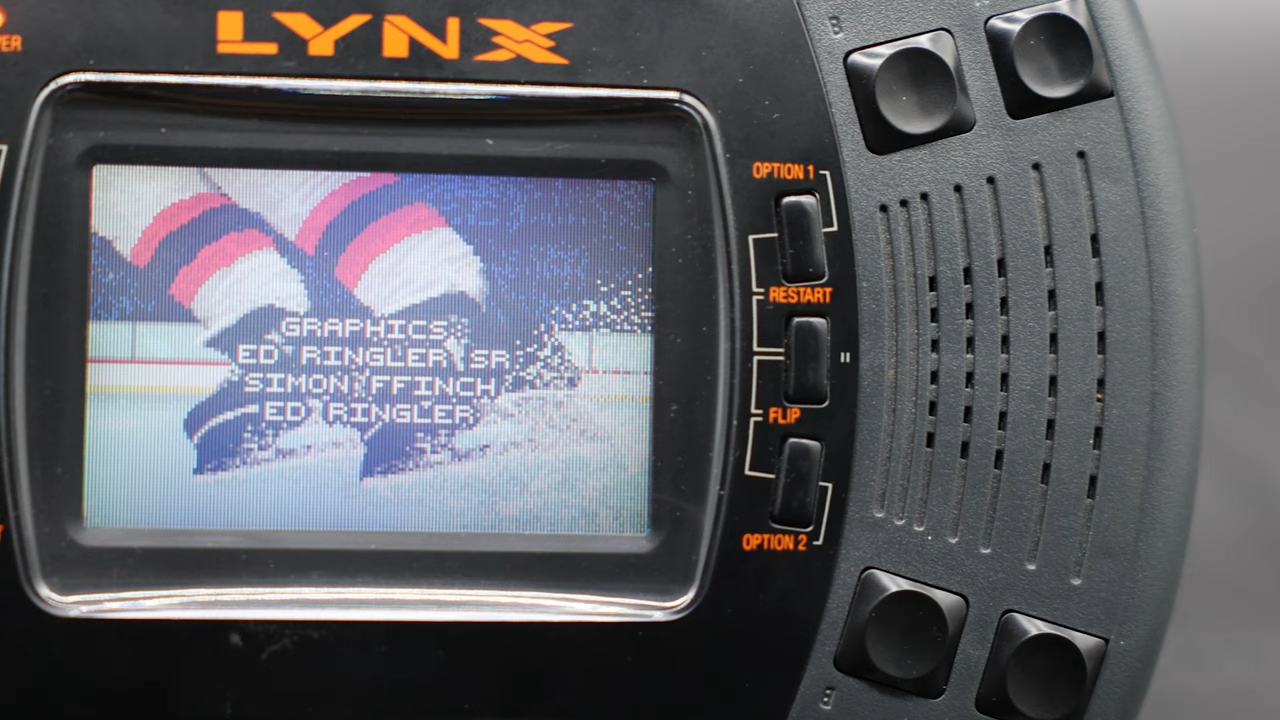 LYNX
B
OPTION 1
RESTART
FLIP
OPTION 2
GRAPHICS
ED RINGLER SR
SIMON FFINCH
ED RINGLER
B